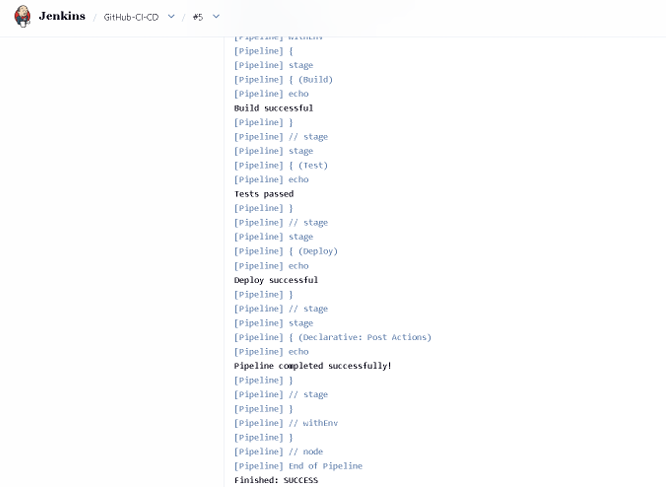 Jenkins / GitHub-CI-CD / #5
[Pipeline] withEnv
[Pipeline] {
[Pipeline] stage
[Pipeline] { (Build)
[Pipeline] echo
Build successful
[Pipeline] }
[Pipeline] // stage
[Pipeline] stage
[Pipeline] { (Test)
[Pipeline] echo
Tests passed
[Pipeline] }
[Pipeline] // stage
[Pipeline] stage
[Pipeline] { (Deploy)
[Pipeline] echo
Deploy successful
[Pipeline] }
[Pipeline] // stage
[Pipeline] stage
[Pipeline] { (Declarative: Post Actions)
[Pipeline] echo
Pipeline completed successfully!
[Pipeline] }
[Pipeline] // stage
[Pipeline] }
[Pipeline] // withEnv
[Pipeline] }
[Pipeline] // node
[Pipeline] End of Pipeline
Finished: SUCCESS